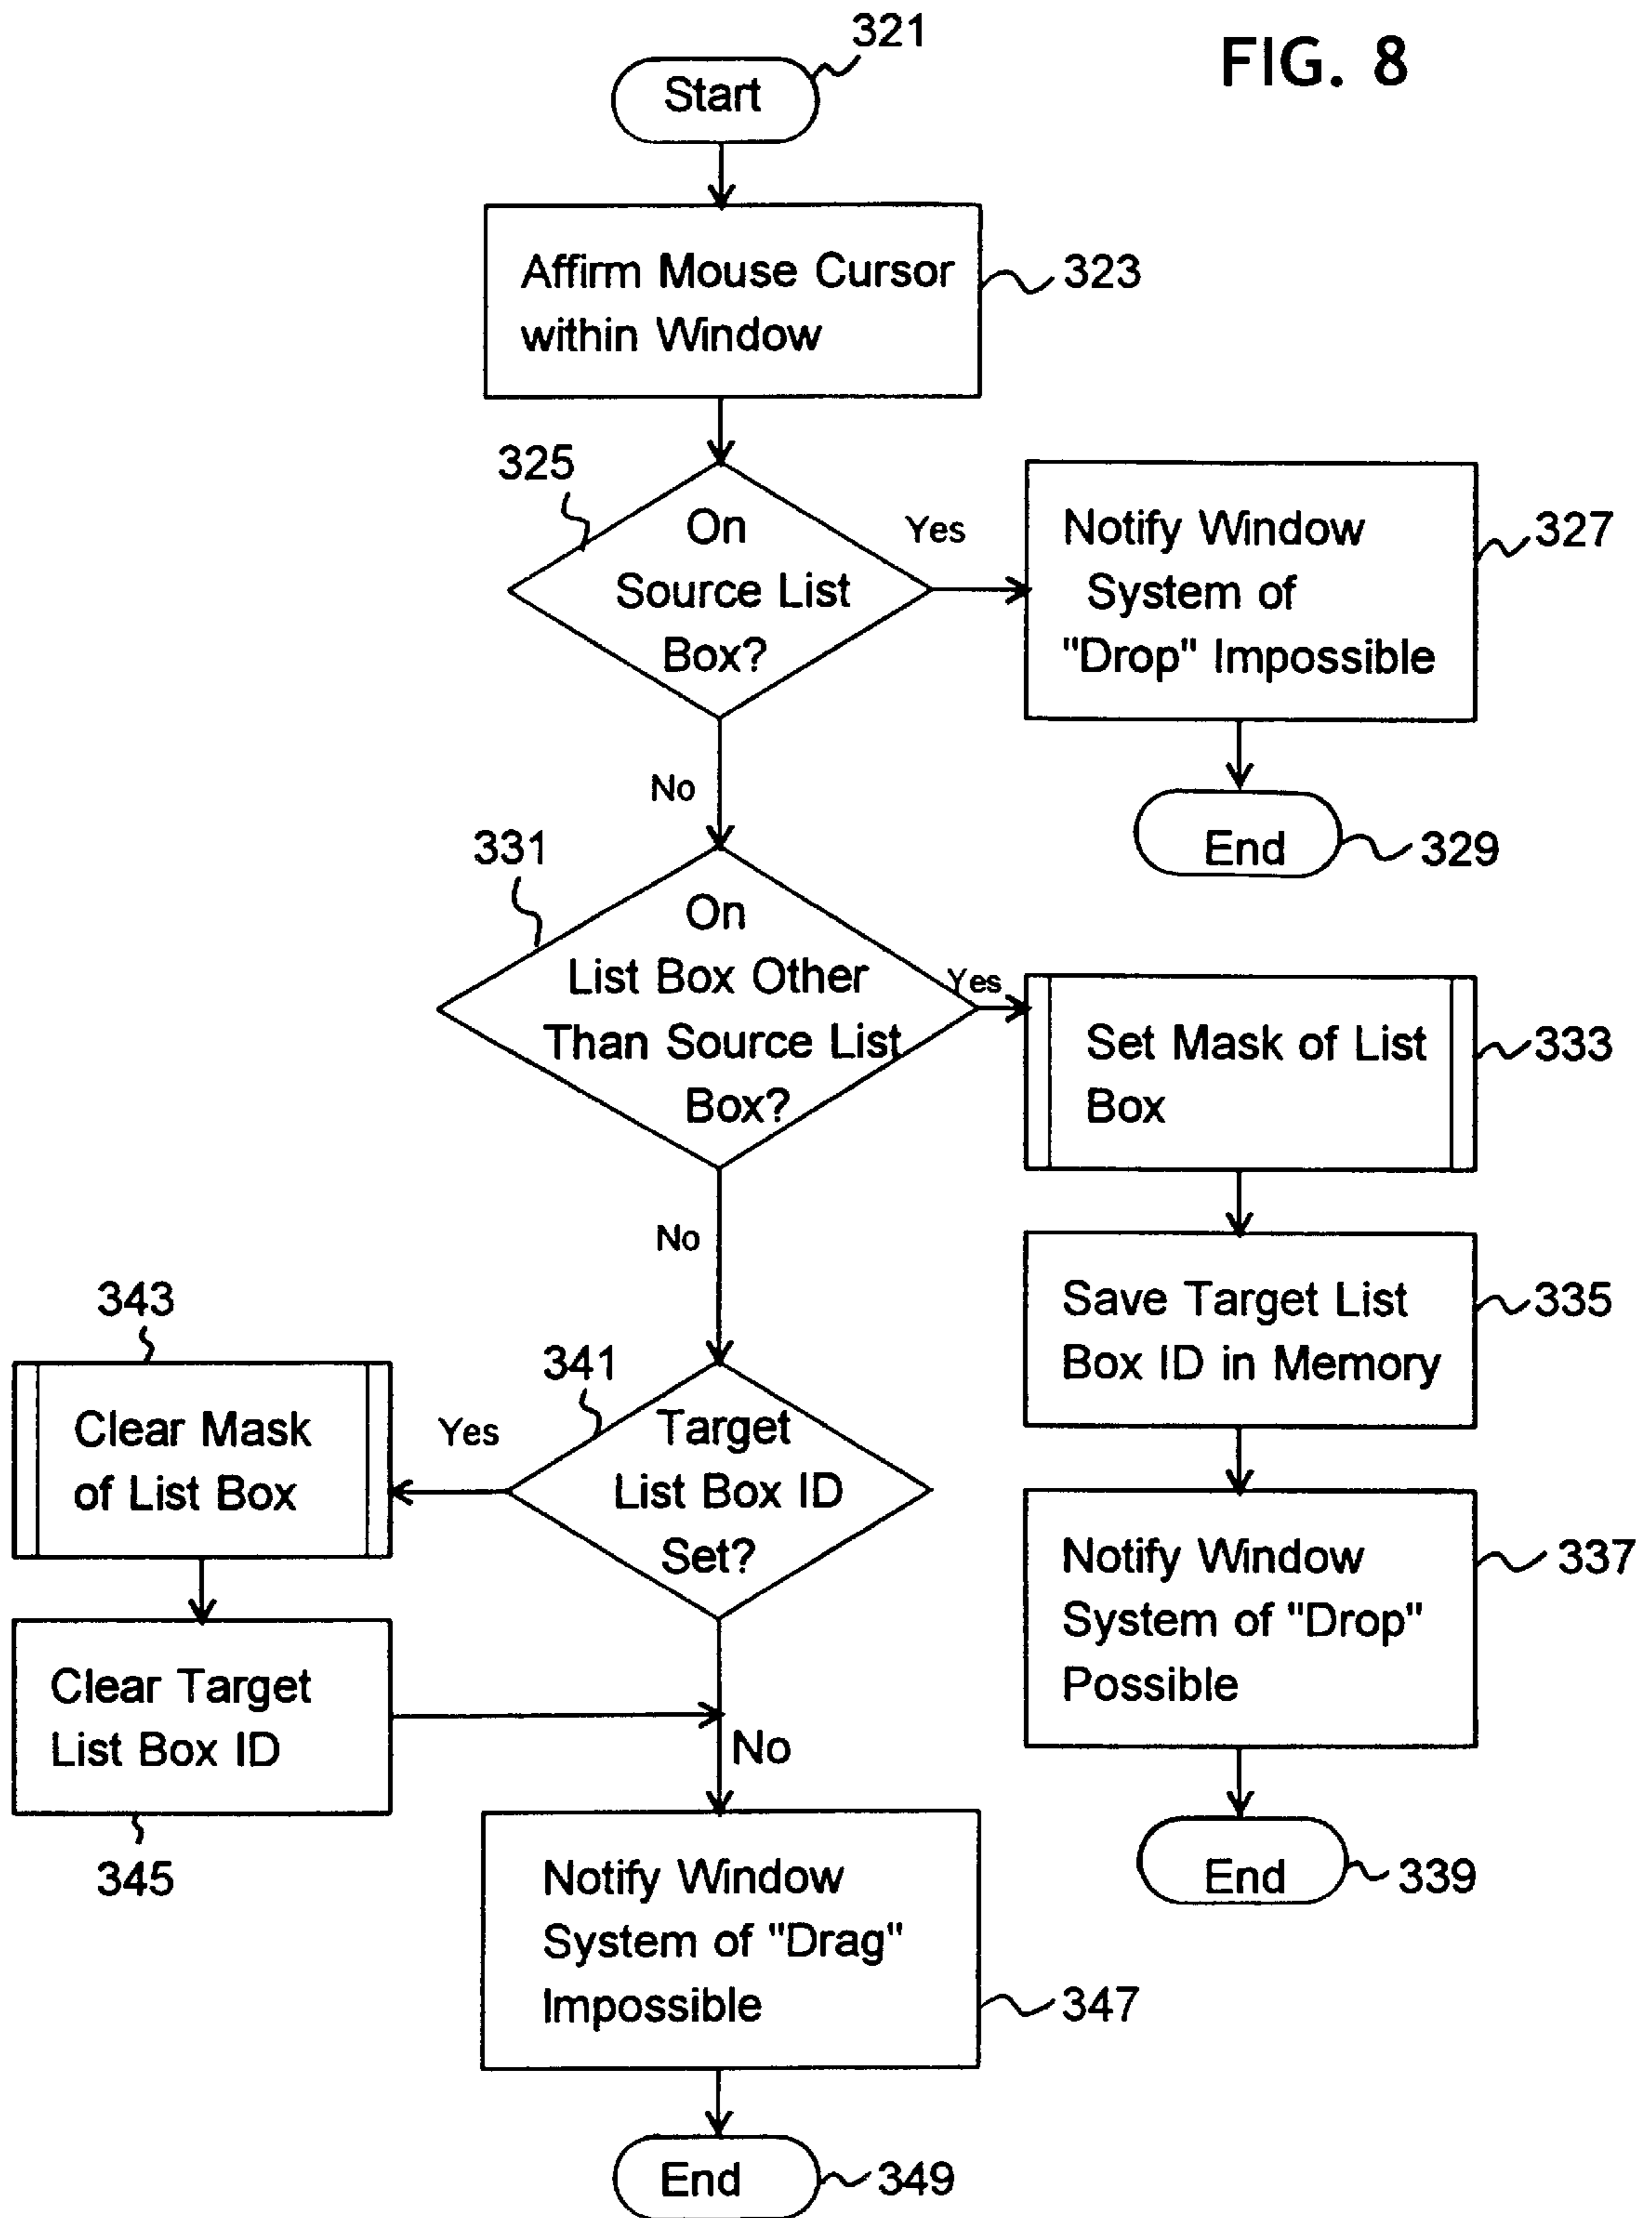 FIG. 8
321
Start
Affirm Mouse Cursor
within Window
323
325
On
Source List
Box?
Yes
Notify Window
System of
"Drop" Impossible
327
No
End
329
331
On
List Box Other
Than Source List
Box?
Yes
Set Mask of List
Box
333
No
Save Target List
Box ID in Memory
335
343
Clear Mask
of List Box
Yes
341
Target
List Box ID
Set?
Notify Window
System of "Drop"
Possible
337
Clear Target
List Box ID
345
No
End
339
Notify Window
System of "Drag"
Impossible
347
End
349